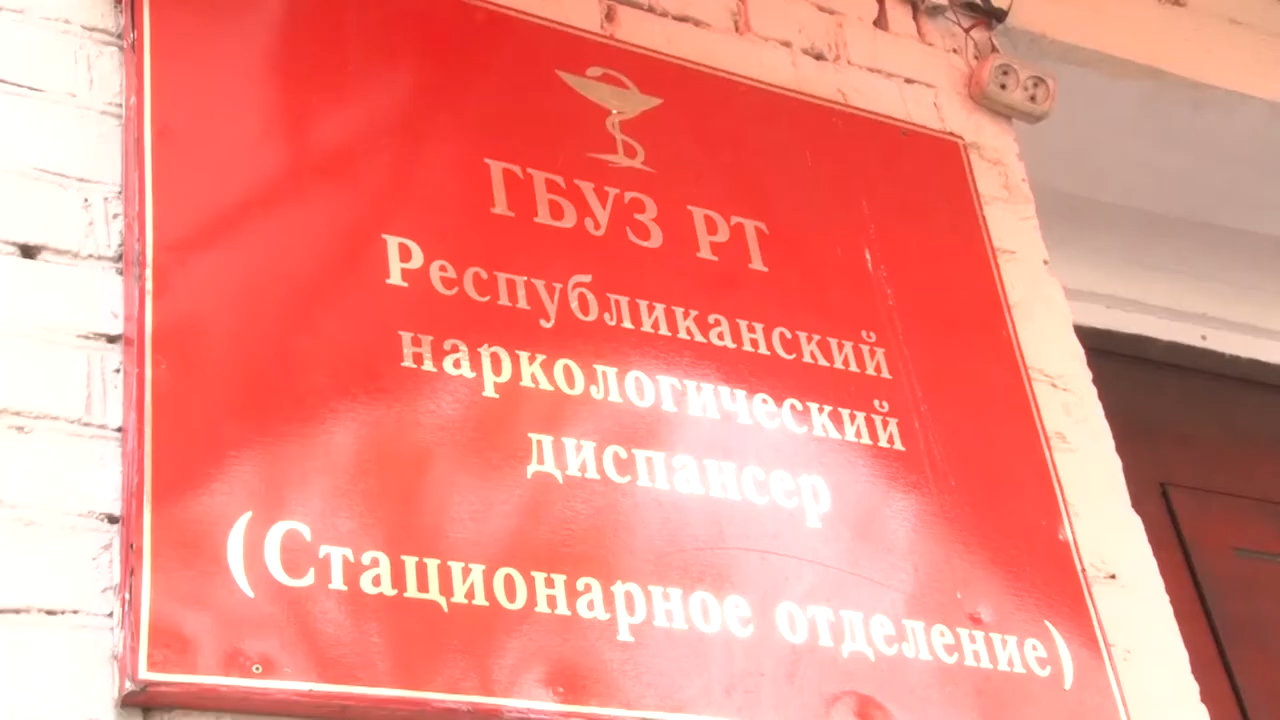 ГБУЗ РТ
Республиканский
наркологический
диспансер
(Стационарное отделение)